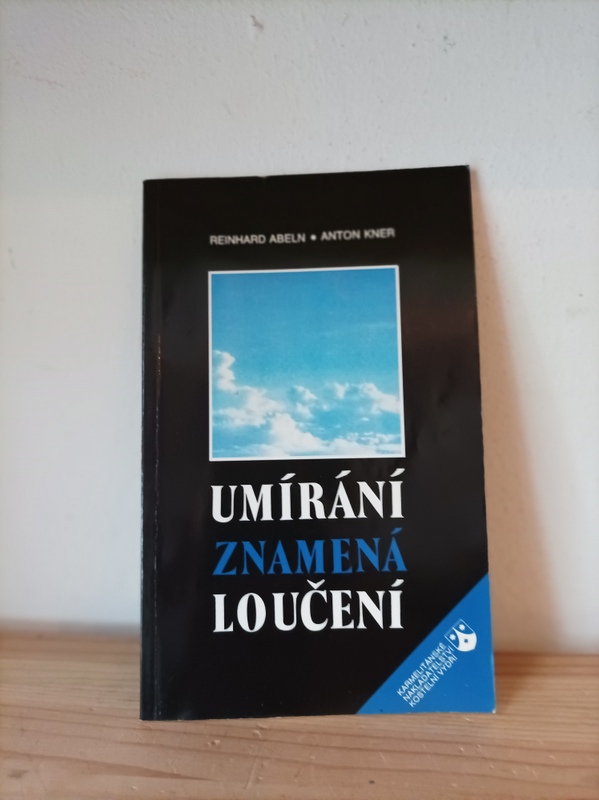 REINHARD ABELN • ANTON KNER
UMÍRÁNÍ
ZNAMENÁ
LOUČENÍ
KARMELITÁNSKÉ
NAKLADATELSTVÍ
KOSTELNÍ VYDŘÍ